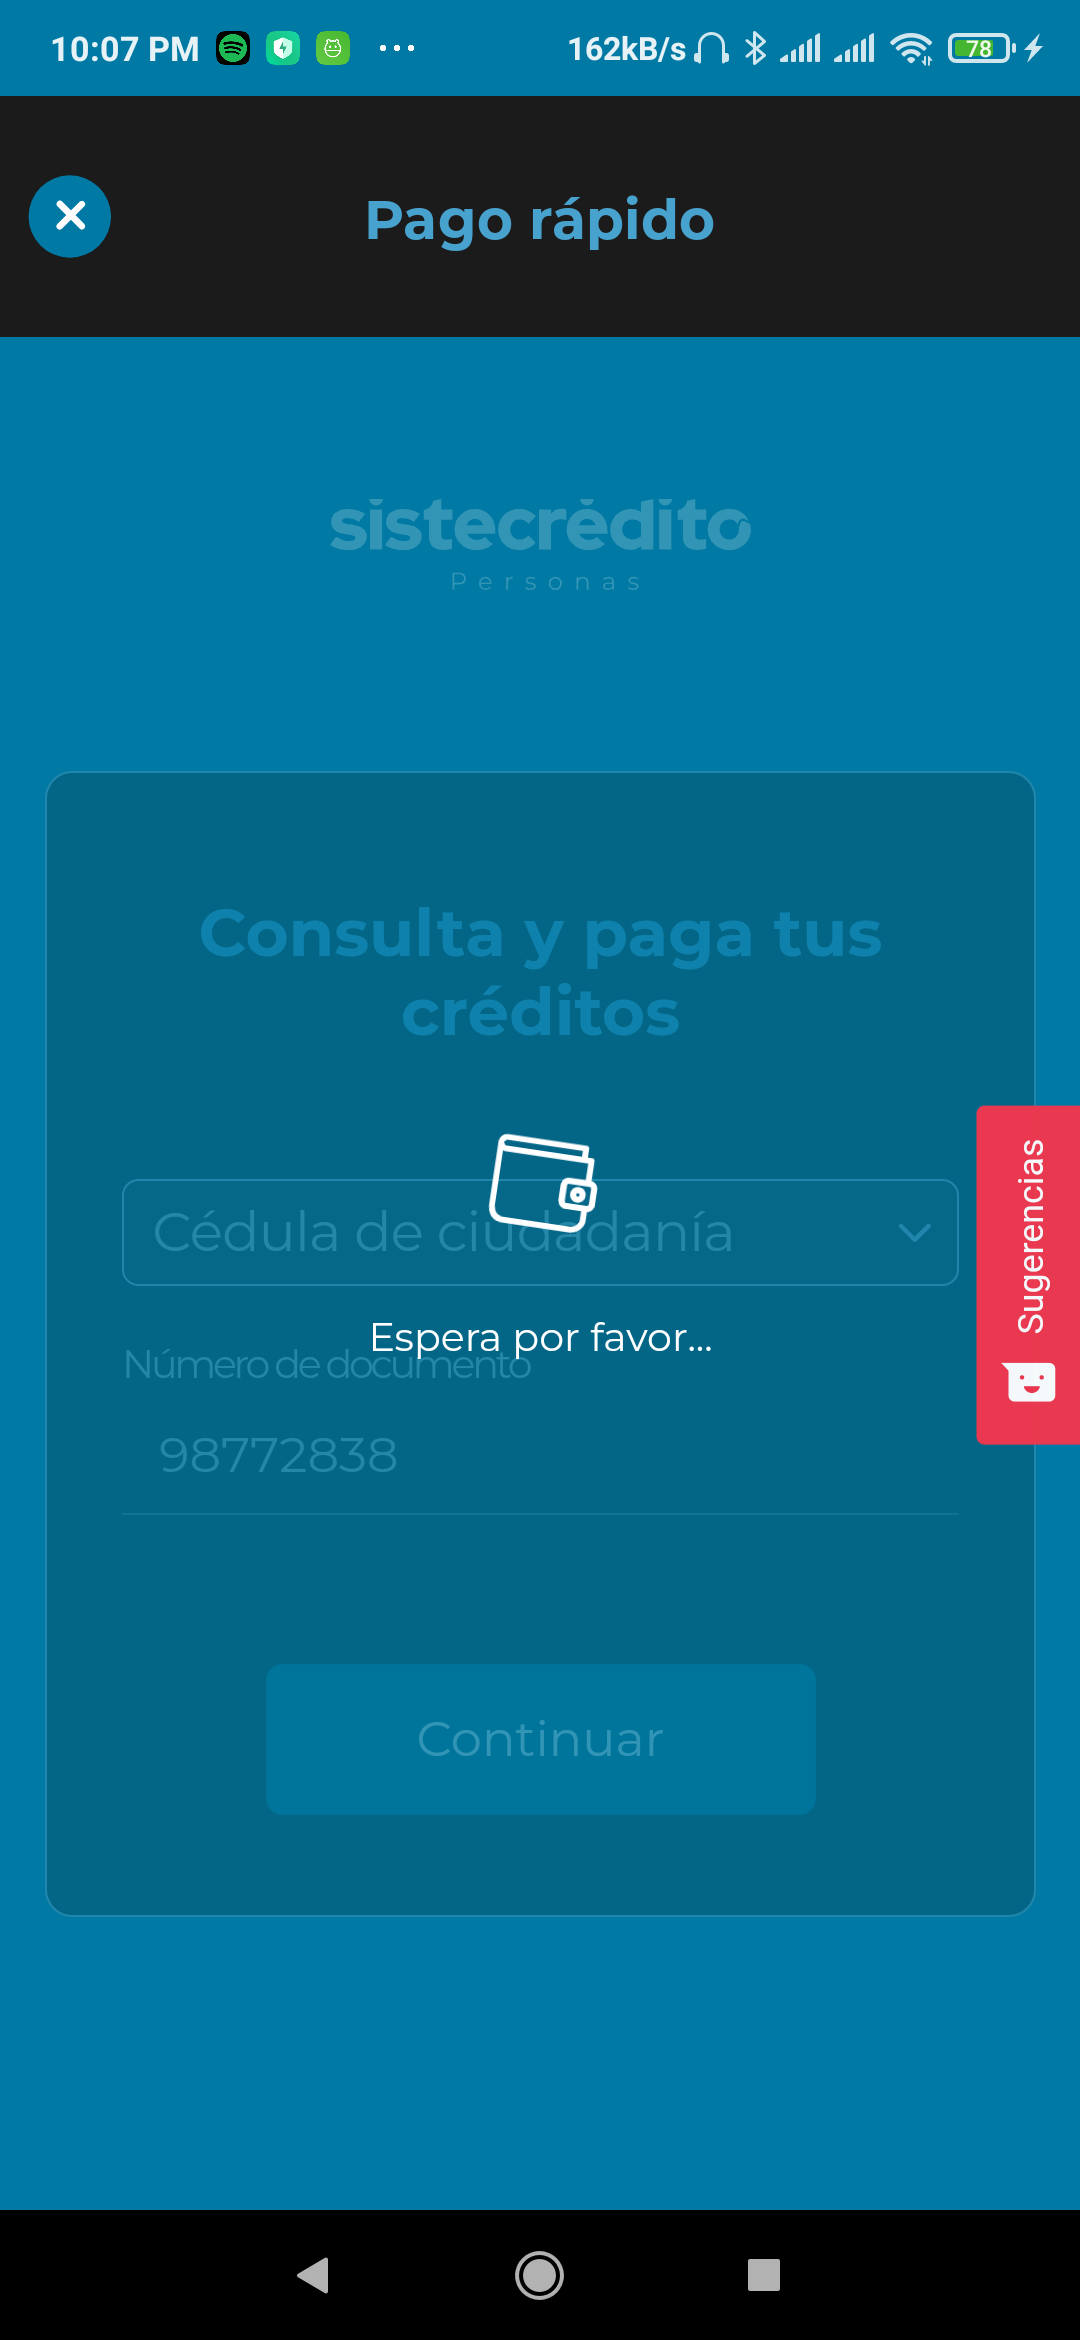 10:07 PM
162kB/s
78
Pago rápido
sistecrédito
Personas
Consulta y paga tus
créditos
Cédula de ciudadanía
Espera por favor...
Número de documento
98772838
Sugerencias
Continuar